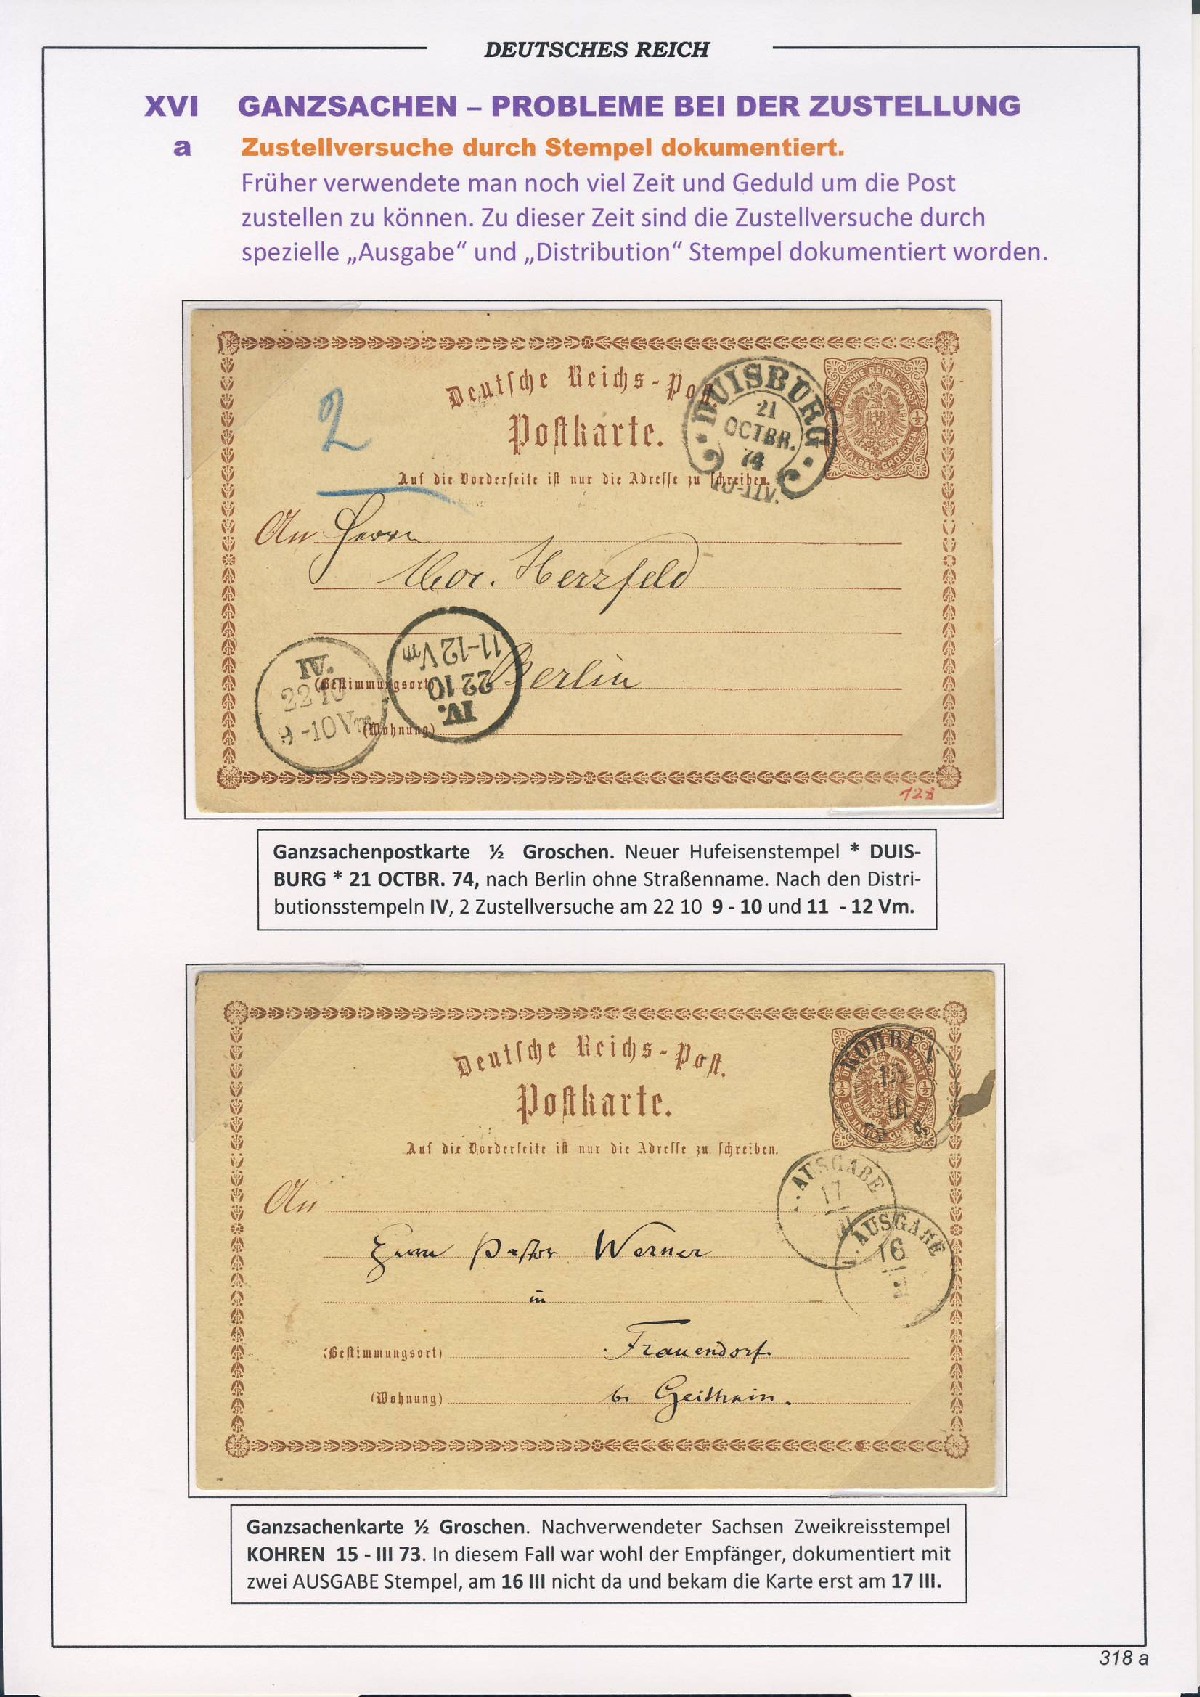 DEUTSCHES REICH
XVI GANZSACHEN – PROBLEME BEI DER ZUSTELLUNG
a Zustellversuche durch Stempel dokumentiert.
Früher verwendete man noch viel Zeit und Geduld um die Post
zustellen zu können. Zu dieser Zeit sind die Zustellversuche durch
spezielle „Ausgabe“ und „Distribution“ Stempel dokumentiert worden.
Deutsche Reichs-Post
Postkarte.
2
DUISBURG
21
OCTBR.
74
10-11V.
Auf die Vorderseite ist nur die Adresse zu schreiben.
An Herrn
Herzfeld
Berlin
(Bestimmungsort)
(Wohnung)
IV.
22 10
9-10Vm
IV.
22 10
11-12Vm
128
Ganzsachenpostkarte ½ Groschen. Neuer Hufeisenstempel * DUIS-
BURG * 21 OCTBR. 74, nach Berlin ohne Straßenname. Nach den Distri-
butionsstempeln IV, 2 Zustellversuche am 22 10 9 - 10 und 11 - 12 Vm.
Deutsche Reichs-Post.
Postkarte.
KOHREN
15
III
Auf die Vorderseite ist nur die Adresse zu schreiben.
AUSGABE
17
III
AUSGABE
16
An
Pastor Werner
in
(Bestimmungsort) Frauendorf.
(Wohnung) b. Geithain.
Ganzsachenkarte ½ Groschen. Nachverwendeter Sachsen Zweikreisstempel
KOHREN 15 - III 73. In diesem Fall war wohl der Empfänger, dokumentiert mit
zwei AUSGABE Stempel, am 16 III nicht da und bekam die Karte erst am 17 III.
318 a